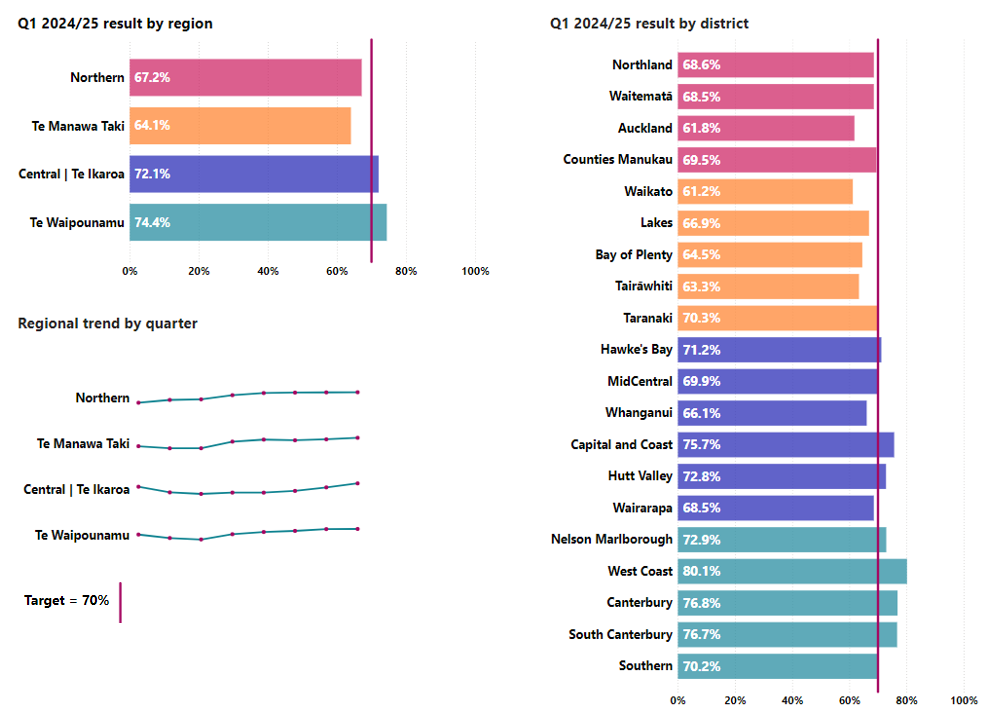 Q1 2024/25 result by region
Northern 67.2%
Te Manawa Taki 64.1%
Central | Te Ikaroa 72.1%
Te Waipounamu 74.4%
0% 20% 40% 60% 80% 100%
Regional trend by quarter
Northern
Te Manawa Taki
Central | Te Ikaroa
Te Waipounamu
Target = 70%
Q1 2024/25 result by district
Northland 68.6%
Waitematā 68.5%
Auckland 61.8%
Counties Manukau 69.5%
Waikato 61.2%
Lakes 66.9%
Bay of Plenty 64.5%
Tairāwhiti 63.3%
Taranaki 70.3%
Hawke's Bay 71.2%
MidCentral 69.9%
Whanganui 66.1%
Capital and Coast 75.7%
Hutt Valley 72.8%
Wairarapa 68.5%
Nelson Marlborough 72.9%
West Coast 80.1%
Canterbury 76.8%
South Canterbury 76.7%
Southern 70.2%
0% 20% 40% 60% 80% 100%